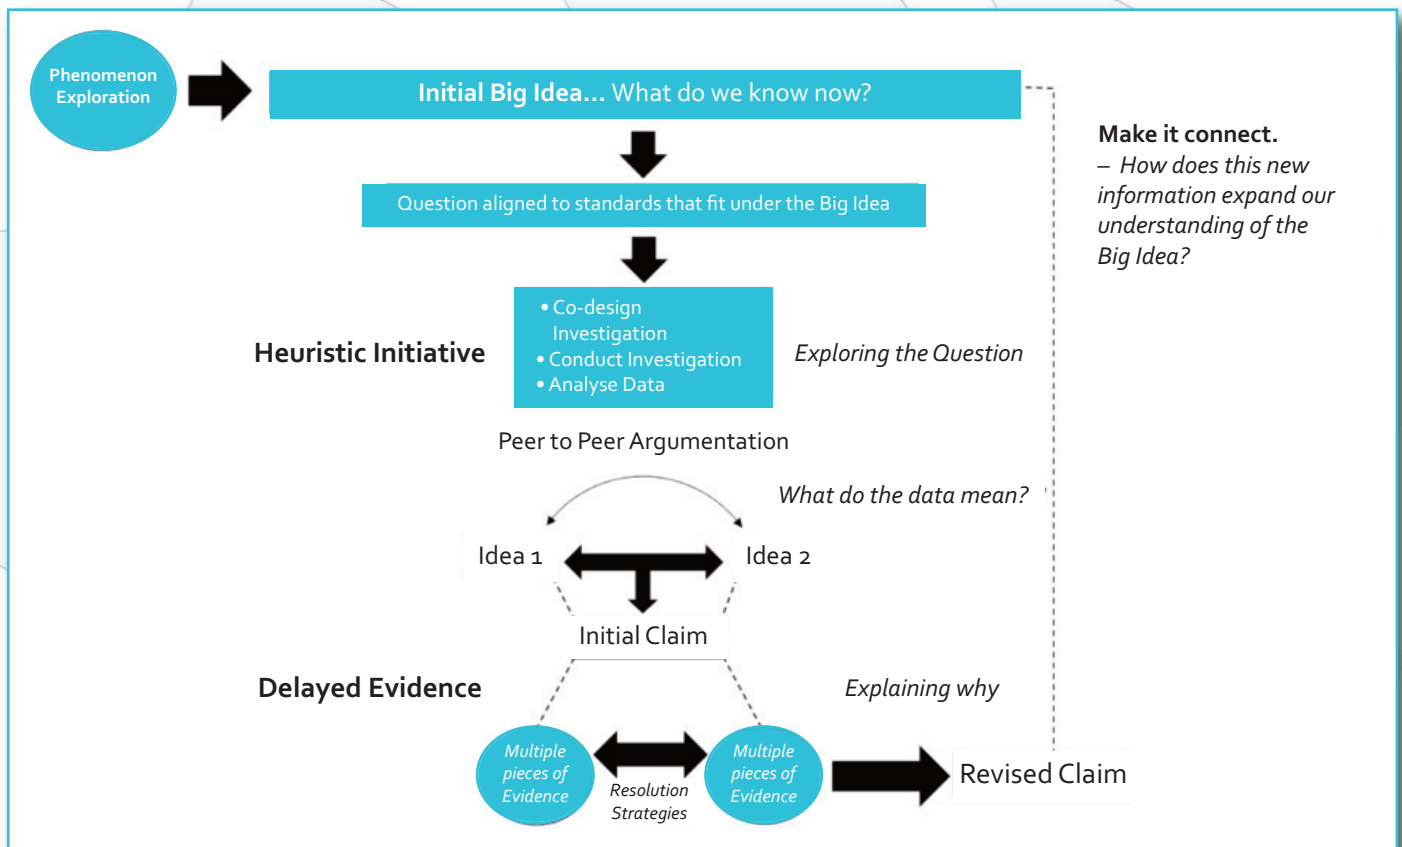 Phenomenon
Exploration
Initial Big Idea... What do we know now?
Make it connect.
– How does this new
information expand our
understanding of the
Big Idea?
Question aligned to standards that fit under the Big Idea
• Co-design
Investigation
• Conduct Investigation
• Analyse Data
Heuristic Initiative
Exploring the Question
Peer to Peer Argumentation
What do the data mean?
Idea 1
Idea 2
Initial Claim
Delayed Evidence
Explaining why
Multiple
pieces of
Evidence
Resolution
Strategies
Multiple
pieces of
Evidence
Revised Claim